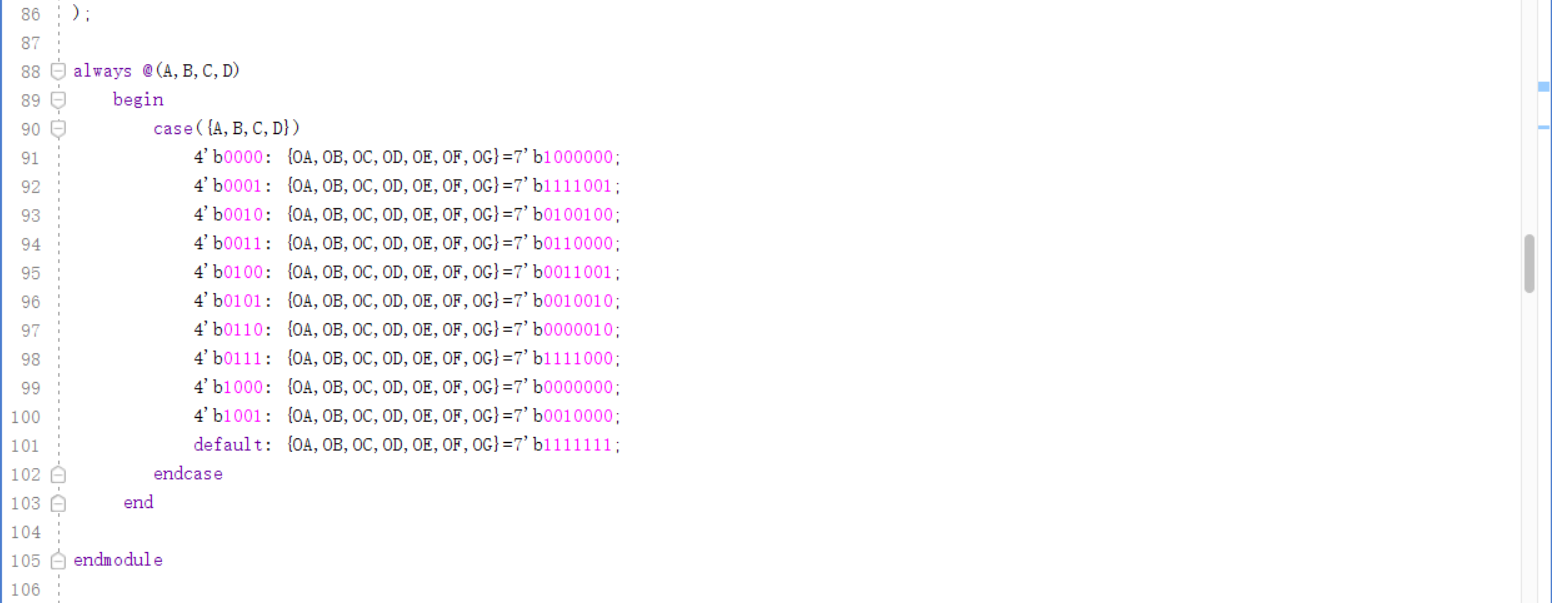 86 );
87
88 always @(A,B,C,D)
89 begin
90 case({A,B,C,D})
91 4'b0000: {OA,OB,OC,OD,OE,OF,OG}=7'b1000000;
92 4'b0001: {OA,OB,OC,OD,OE,OF,OG}=7'b1111001;
93 4'b0010: {OA,OB,OC,OD,OE,OF,OG}=7'b0100100;
94 4'b0011: {OA,OB,OC,OD,OE,OF,OG}=7'b0110000;
95 4'b0100: {OA,OB,OC,OD,OE,OF,OG}=7'b0011001;
96 4'b0101: {OA,OB,OC,OD,OE,OF,OG}=7'b0010010;
97 4'b0110: {OA,OB,OC,OD,OE,OF,OG}=7'b0000010;
98 4'b0111: {OA,OB,OC,OD,OE,OF,OG}=7'b1111000;
99 4'b1000: {OA,OB,OC,OD,OE,OF,OG}=7'b0000000;
100 4'b1001: {OA,OB,OC,OD,OE,OF,OG}=7'b0010000;
101 default: {OA,OB,OC,OD,OE,OF,OG}=7'b1111111;
102 endcase
103 end
104
105 endmodule
106